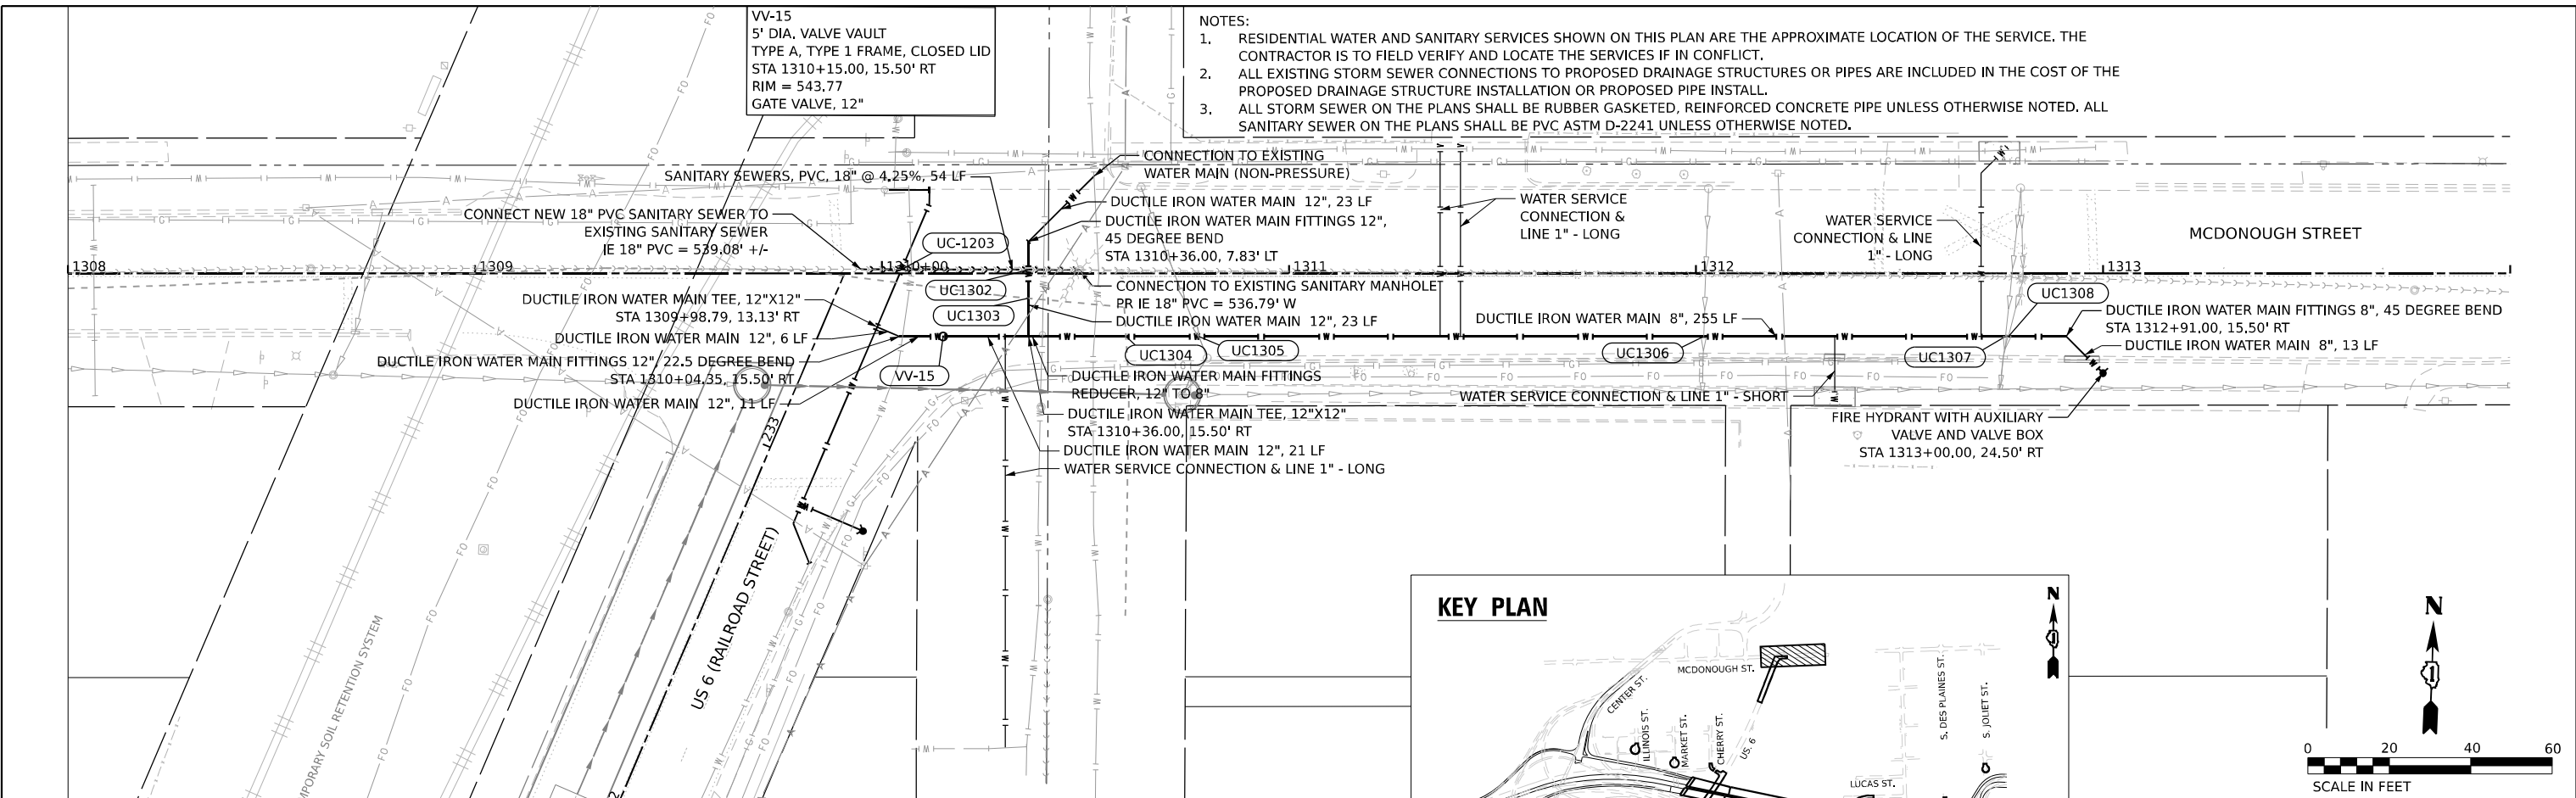 VV-15
5' DIA. VALVE VAULT
TYPE A, TYPE 1 FRAME, CLOSED LID
STA 1310+15.00, 15.50' RT
RIM = 543.77
GATE VALVE, 12"
NOTES:
1. RESIDENTIAL WATER AND SANITARY SERVICES SHOWN ON THIS PLAN ARE THE APPROXIMATE LOCATION OF THE SERVICE. THE
CONTRACTOR IS TO FIELD VERIFY AND LOCATE THE SERVICES IF IN CONFLICT.
2. ALL EXISTING STORM SEWER CONNECTIONS TO PROPOSED DRAINAGE STRUCTURES OR PIPES ARE INCLUDED IN THE COST OF THE
PROPOSED DRAINAGE STRUCTURE INSTALLATION OR PROPOSED PIPE INSTALL.
3. ALL STORM SEWER ON THE PLANS SHALL BE RUBBER GASKETED, REINFORCED CONCRETE PIPE UNLESS OTHERWISE NOTED. ALL
SANITARY SEWER ON THE PLANS SHALL BE PVC ASTM D-2241 UNLESS OTHERWISE NOTED.
SANITARY SEWERS, PVC, 18" @ 4.25%, 54 LF
CONNECT NEW 18" PVC SANITARY SEWER TO
EXISTING SANITARY SEWER
IE 18" PVC = 539.08' +/-
UC-1203
CONNECTION TO EXISTING
WATER MAIN (NON-PRESSURE)
DUCTILE IRON WATER MAIN 12", 23 LF
DUCTILE IRON WATER MAIN FITTINGS 12",
45 DEGREE BEND
STA 1310+36.00, 7.83' LT
WATER SERVICE
CONNECTION &
LINE 1" - LONG
WATER SERVICE
CONNECTION & LINE
1" - LONG
MCDONOUGH STREET
1308
1309
1310+00
1311
1312
1313
DUCTILE IRON WATER MAIN TEE, 12"X12"
STA 1309+98.79, 13.13' RT
DUCTILE IRON WATER MAIN 12", 6 LF
DUCTILE IRON WATER MAIN FITTINGS 12" 22.5 DEGREE BEND
STA 1310+04.35, 15.50' RT
DUCTILE IRON WATER MAIN 12", 11 LF
UC1302
UC1303
VV-15
CONNECTION TO EXISTING SANITARY MANHOLE
PR IE 18" PVC = 536.79' W
DUCTILE IRON WATER MAIN 12", 23 LF
UC1304
UC1305
DUCTILE IRON WATER MAIN FITTINGS
REDUCER, 12" TO 8"
DUCTILE IRON WATER MAIN TEE, 12"X12"
STA 1310+36.00, 15.50' RT
DUCTILE IRON WATER MAIN 12", 21 LF
WATER SERVICE CONNECTION & LINE 1" - LONG
DUCTILE IRON WATER MAIN 8", 255 LF
UC1306
UC1307
UC1308
DUCTILE IRON WATER MAIN FITTINGS 8", 45 DEGREE BEND
STA 1312+91.00, 15.50' RT
DUCTILE IRON WATER MAIN 8", 13 LF
WATER SERVICE CONNECTION & LINE 1" - SHORT
FIRE HYDRANT WITH AUXILIARY
VALVE AND VALVE BOX
STA 1313+00.00, 24.50' RT
1233
US 6 (RAILROAD STREET)
SOIL RETENTION SYSTEM
KEY PLAN
N
MCDONOUGH ST.
CENTER ST.
ILLINOIS ST.
MARKET ST.
CHERRY ST.
US. 6
S. DES PLAINES ST.
S. JOLIET ST.
LUCAS ST.
N
0 20 40 60
SCALE IN FEET